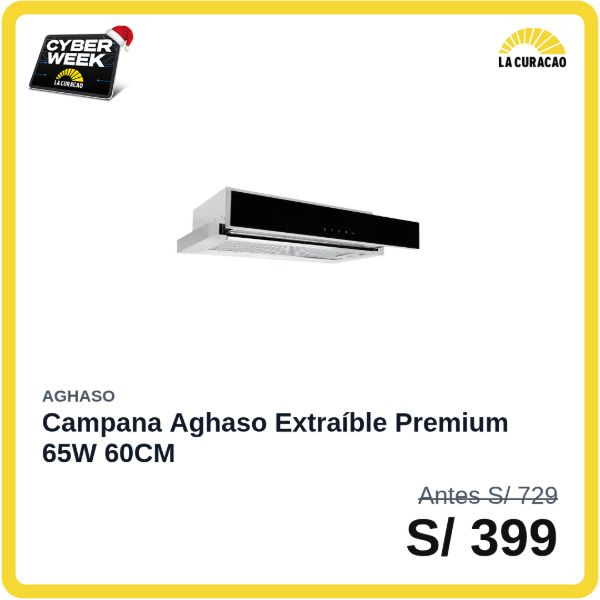 CYBER
WEEK
LA CURACAO
LA CURACAO
AGHASO
Campana Aghaso Extraíble Premium
65W 60CM
Antes S/ 729
S/ 399